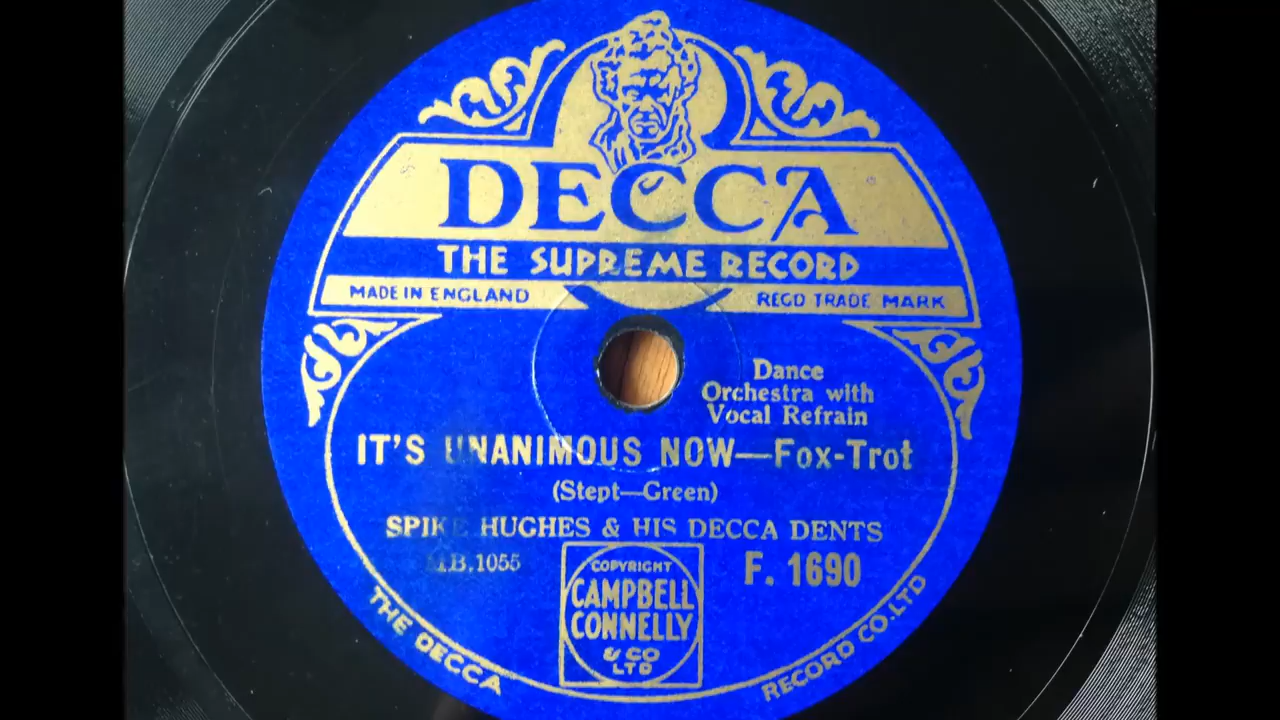 DECCA
THE SUPREME RECORD
MADE IN ENGLAND
REGD TRADE MARK
Dance
Orchestra with
Vocal Refrain
IT'S UNANIMOUS NOW—Fox-Trot
(Stept—Green)
SPIKE HUGHES & HIS DECCA DENTS
M.B.1055
F. 1690
COPYRIGHT
CAMPBELL
CONNELLY
& CO
LTD
THE DECCA RECORD CO. LTD